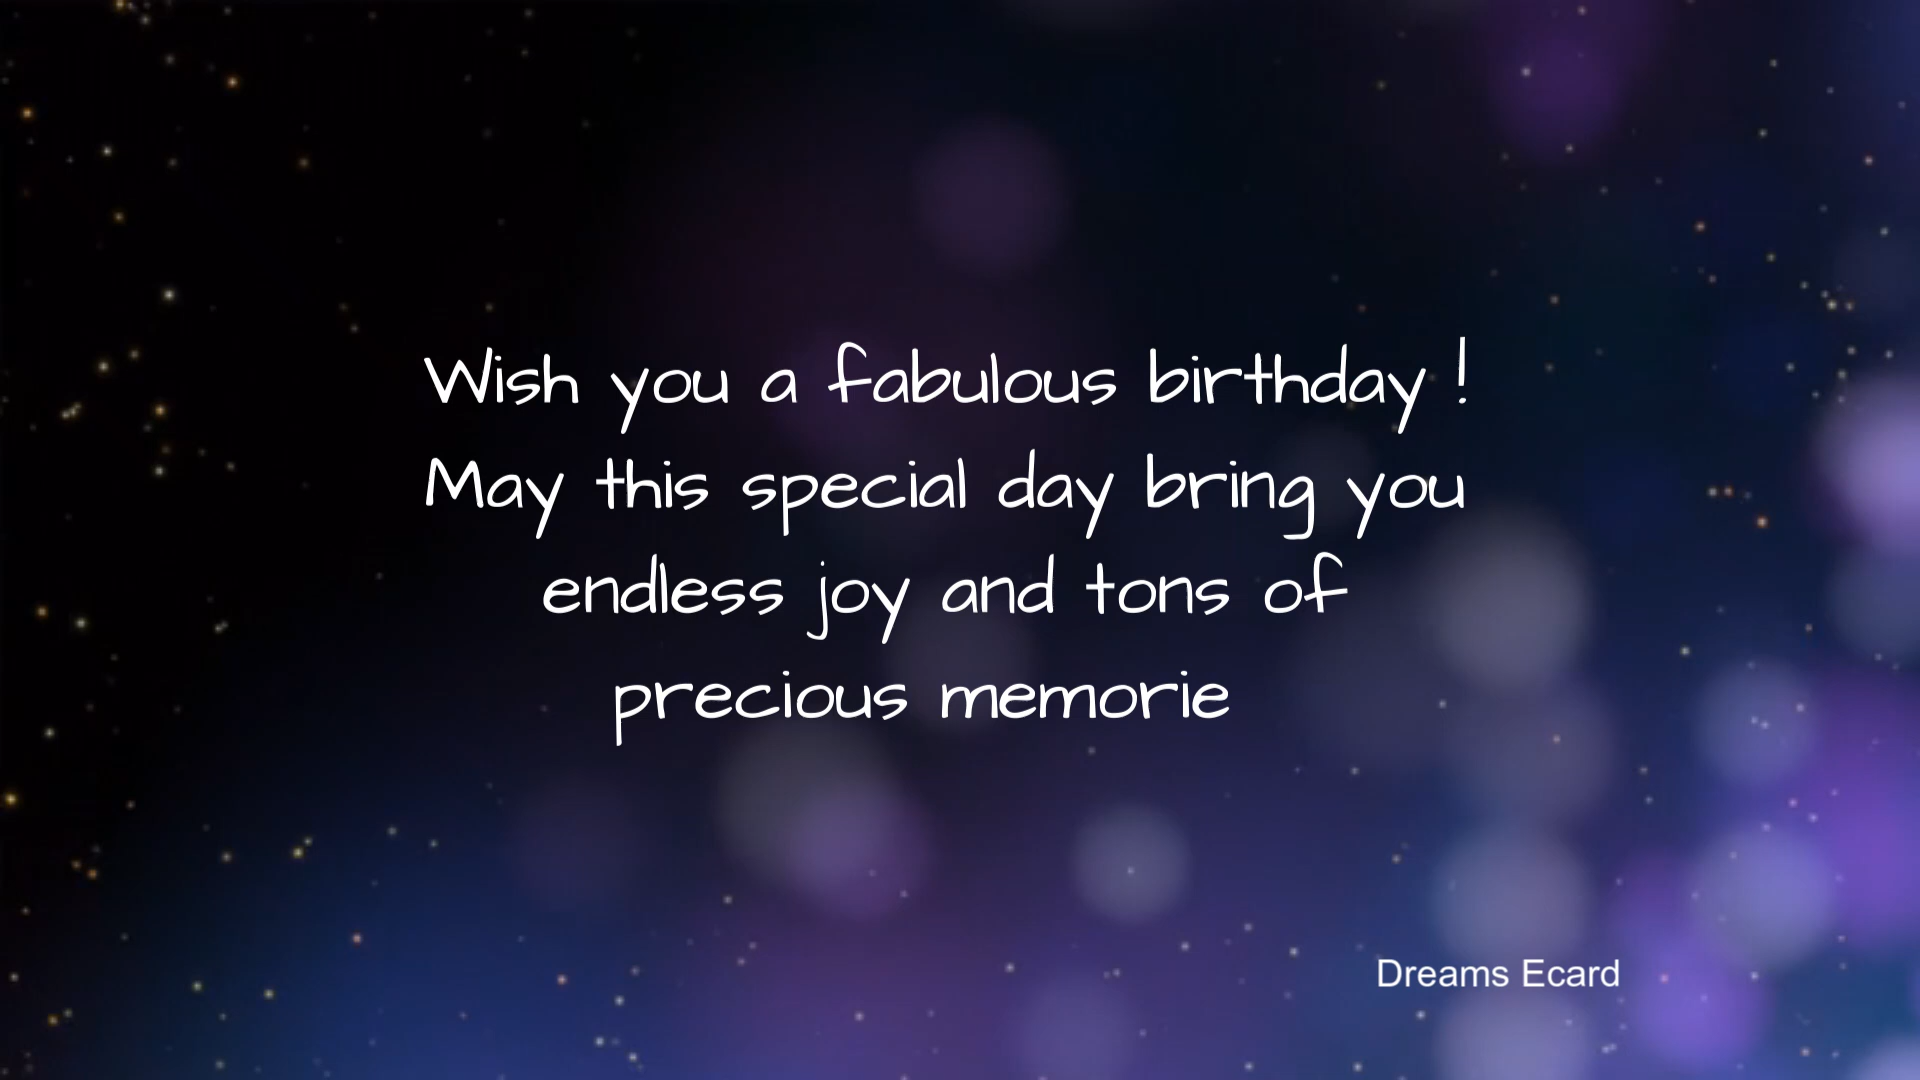 Wish you a fabulous birthday !
May this special day bring you
endless joy and tons of
precious memorie
Dreams Ecard